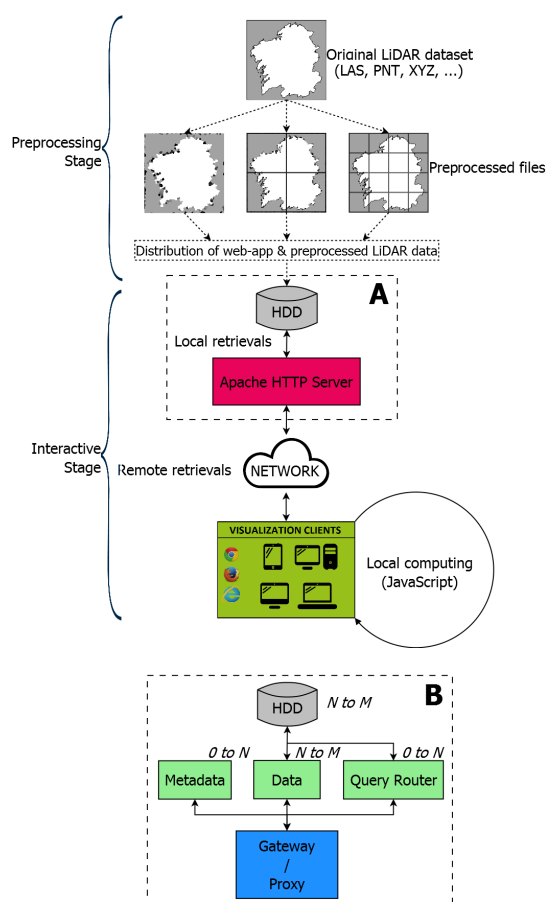 Original LiDAR dataset
(LAS, PNT, XYZ, ...)
Preprocessing
Stage
Preprocessed files
Distribution of web-app & preprocessed LiDAR data
A
HDD
Local retrievals
Apache HTTP Server
Interactive
Stage
Remote retrievals
NETWORK
VISUALIZATION CLIENTS
Local computing
(JavaScript)
B
HDD
N to M
0 to N
N to M
0 to N
Metadata
Data
Query Router
Gateway
/
Proxy